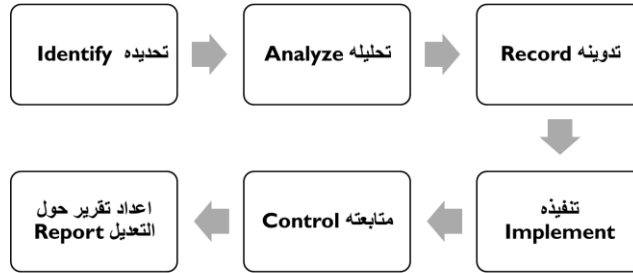 تحديده Identify
تحليله Analyze
تدوينه Record
تنفيذه
Implement
متابعته Control
اعداد تقرير حول
التعديل Report